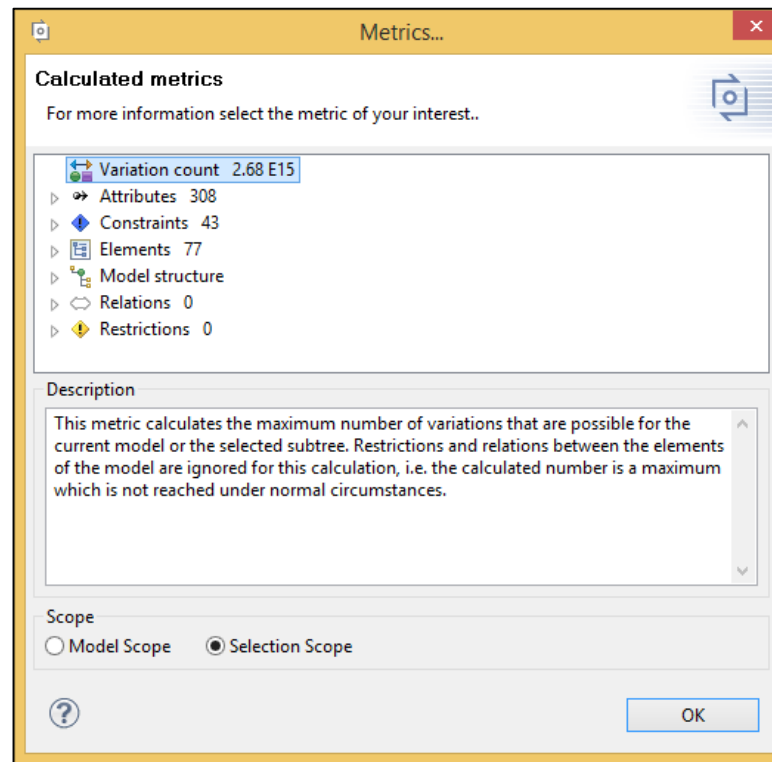 Metrics...
Calculated metrics
For more information select the metric of your interest..
Variation count 2.68 E15
Attributes 308
Constraints 43
Elements 77
Model structure
Relations 0
Restrictions 0
Description
This metric calculates the maximum number of variations that are possible for the
current model or the selected subtree. Restrictions and relations between the elements
of the model are ignored for this calculation, i.e. the calculated number is a maximum
which is not reached under normal circumstances.
Scope
Model Scope Selection Scope
OK